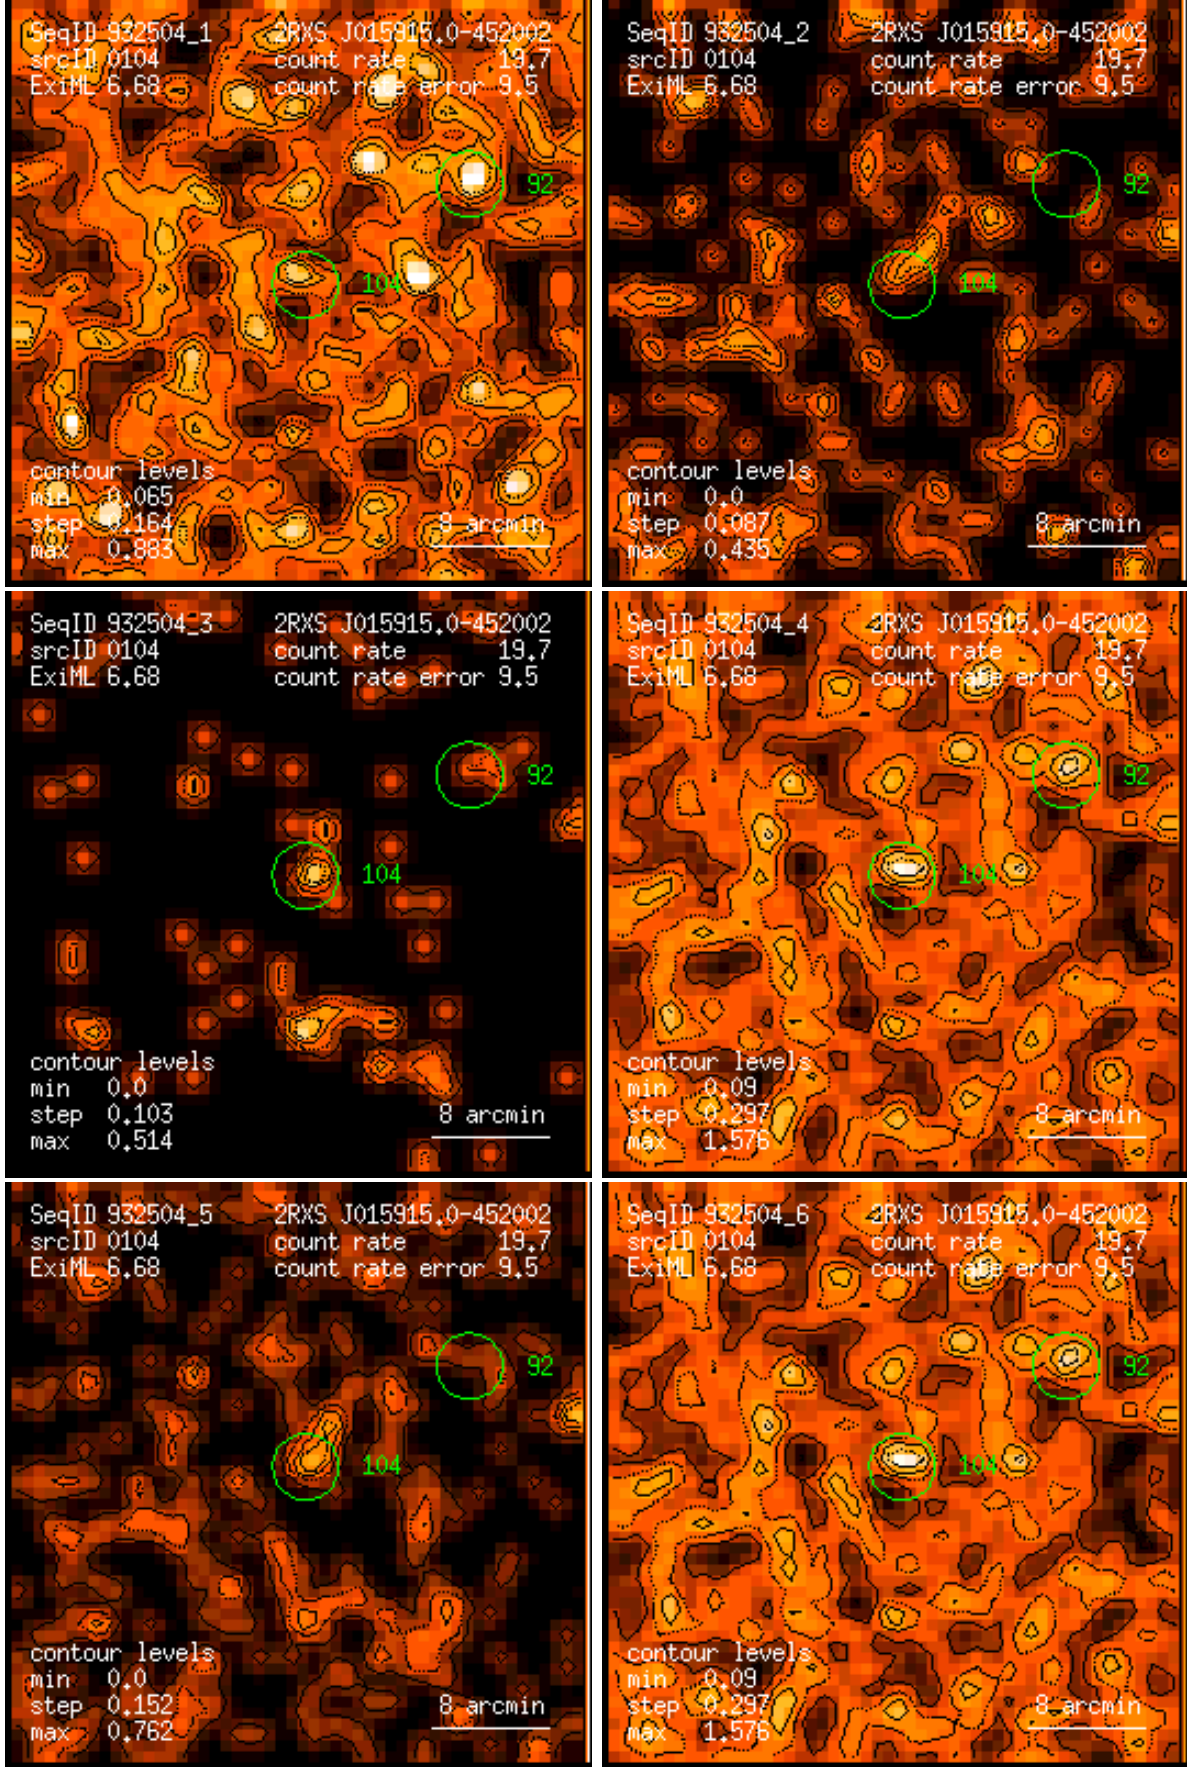 SeqID 932504_1 2RXS J015915.0-452002
srcID 0104 count rate 19.7
ExiML 6.68 count rate error 9.5
92
104
contour levels
min 0.065
step 0.164
max 0.883
8 arcmin
SeqID 932504_2 2RXS J015915.0-452002
srcID 0104 count rate 19.7
ExiML 6.68 count rate error 9.5
92
104
contour levels
min 0.0
step 0.087
max 0.435
8 arcmin
SeqID 932504_3 2RXS J015915.0-452002
srcID 0104 count rate 19.7
ExiML 6.68 count rate error 9.5
92
104
contour levels
min 0.0
step 0.103
max 0.514
8 arcmin
SeqID 932504_4 2RXS J015915.0-452002
srcID 0104 count rate 19.7
ExiML 6.68 count rate error 9.5
92
104
contour levels
min 0.09
step 0.297
max 1.576
8 arcmin
SeqID 932504_5 2RXS J015915.0-452002
srcID 0104 count rate 19.7
ExiML 6.68 count rate error 9.5
92
104
contour levels
min 0.0
step 0.152
max 0.762
8 arcmin
SeqID 932504_6 2RXS J015915.0-452002
srcID 0104 count rate 19.7
ExiML 6.68 count rate error 9.5
92
104
contour levels
min 0.09
step 0.297
max 1.576
8 arcmin